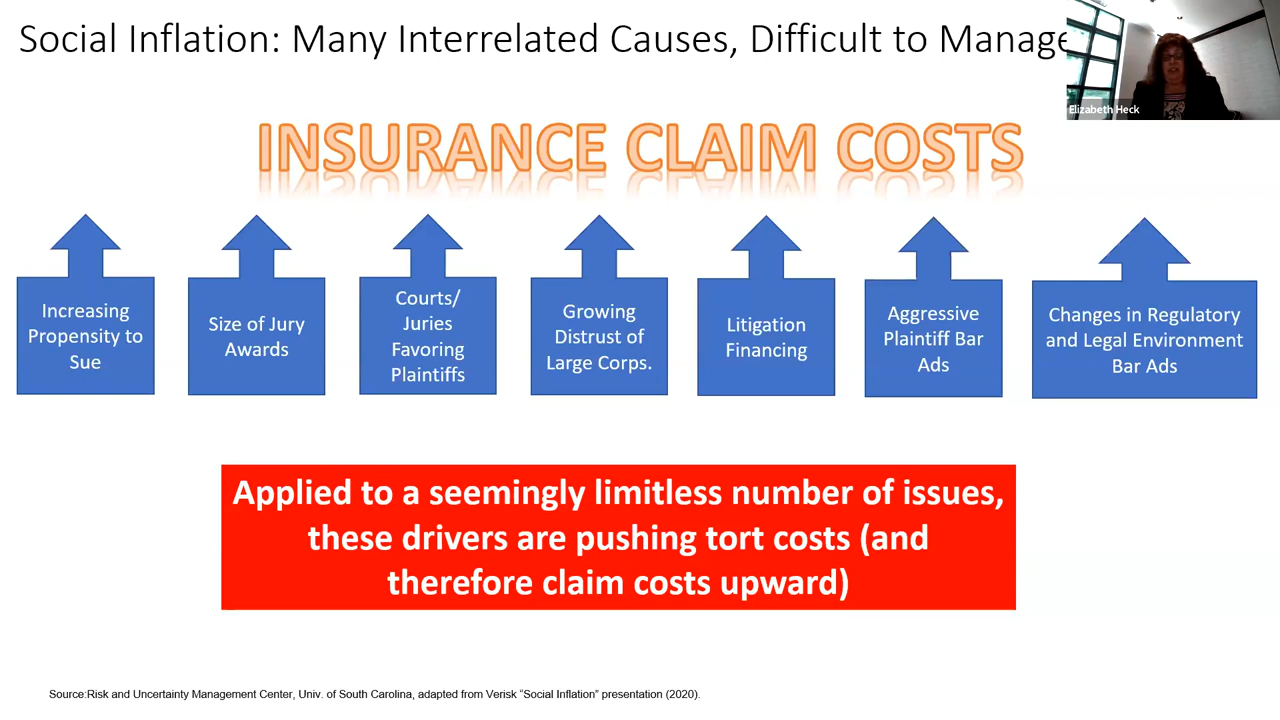 Social Inflation: Many Interrelated Causes, Difficult to Manage
Elizabeth Heck
INSURANCE CLAIM COSTS
Increasing
Propensity to
Sue
Size of Jury
Awards
Courts/
Juries
Favoring
Plaintiffs
Growing
Distrust of
Large Corps.
Litigation
Financing
Aggressive
Plaintiff Bar
Ads
Changes in Regulatory
and Legal Environment
Bar Ads
Applied to a seemingly limitless number of issues,
these drivers are pushing tort costs (and
therefore claim costs upward)
Source:Risk and Uncertainty Management Center, Univ. of South Carolina, adapted from Verisk “Social Inflation” presentation (2020).